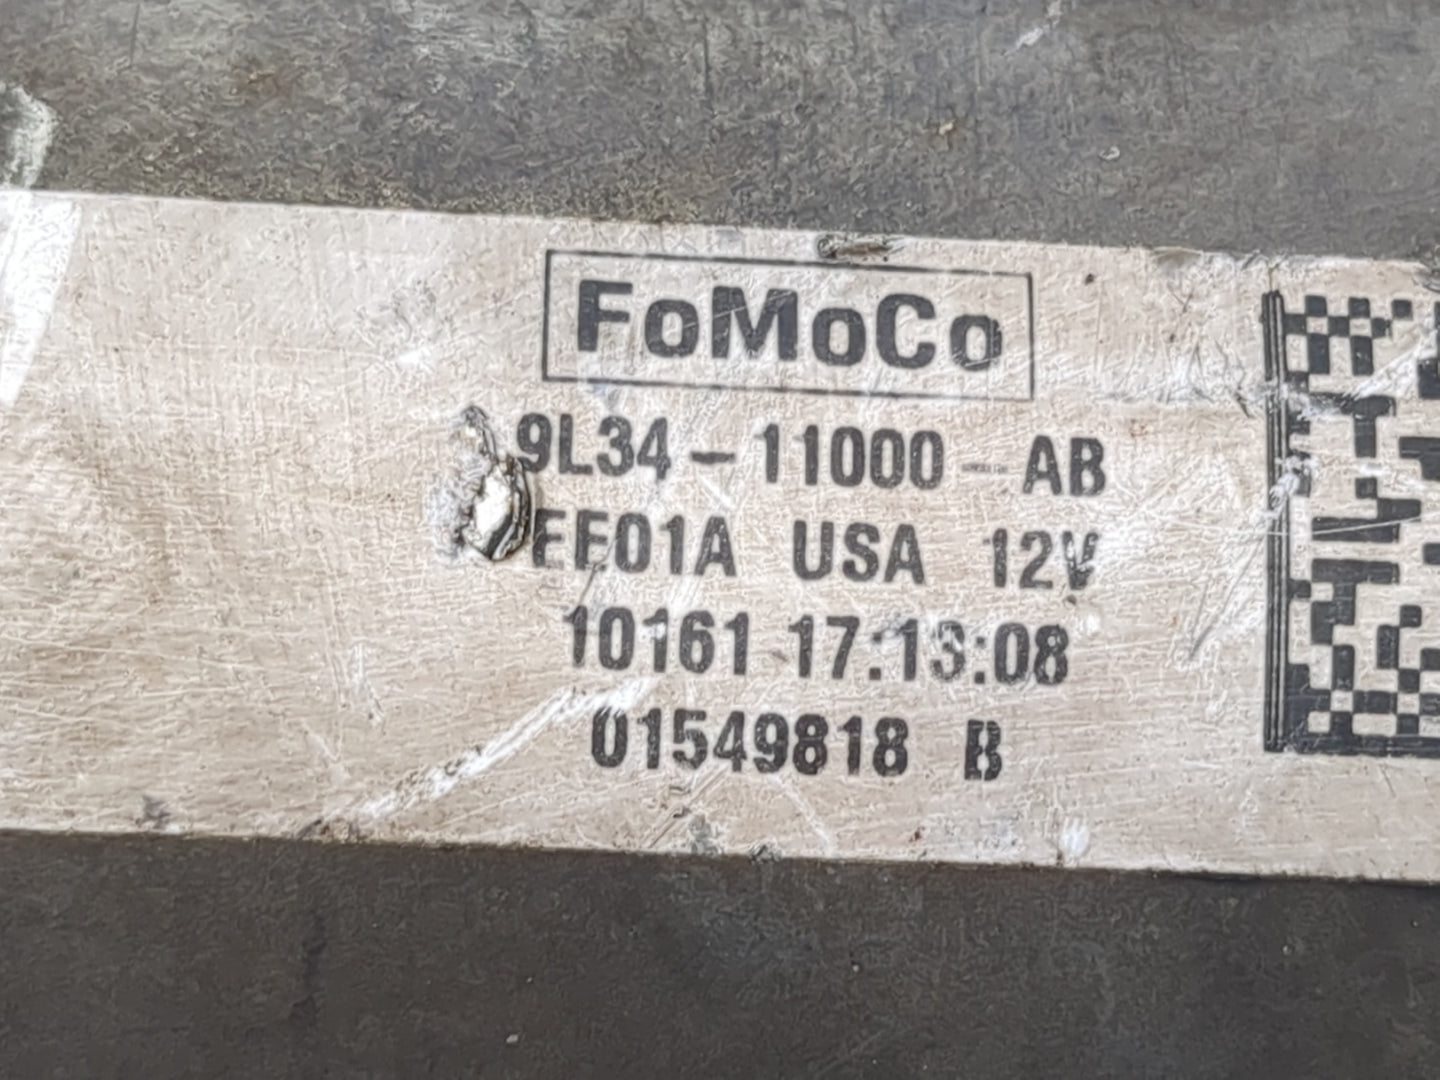 FoMoCo
9L34-11000-AB
EE01A USA 12V
10161 17:13:08
01549818 B